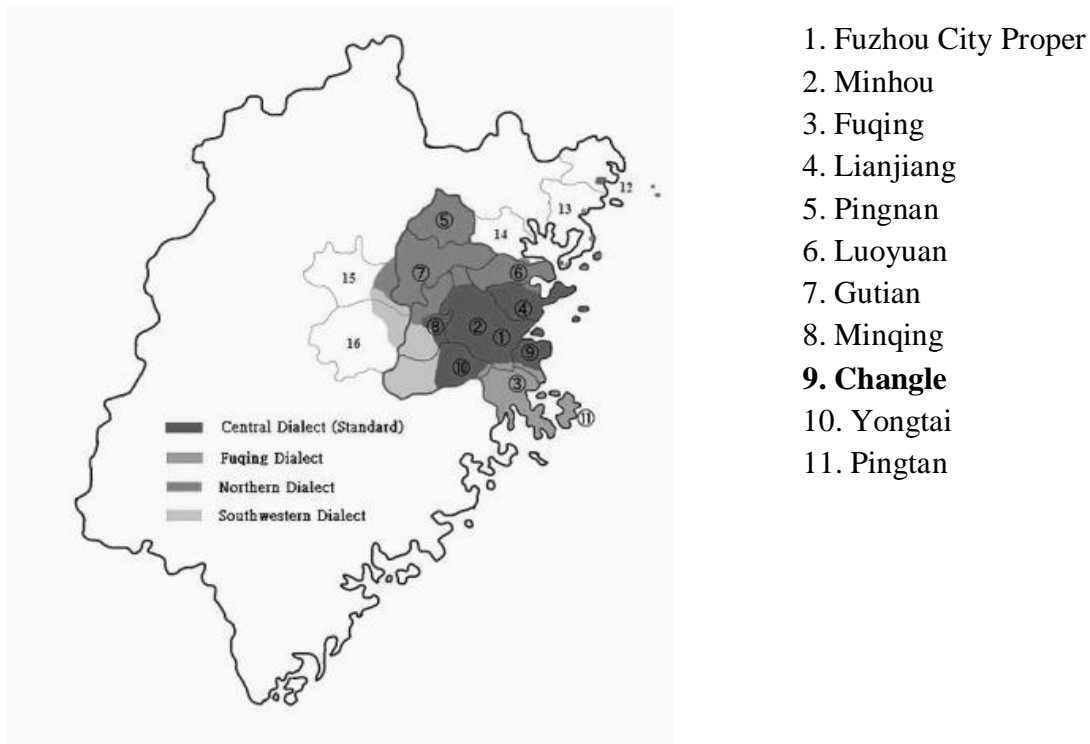 12
13
⑤
14
15
⑦
⑥
④
⑧
②
①
16
⑨
⑩
③
⑪
Central Dialect (Standard)
Fuqing Dialect
Northern Dialect
Southwestern Dialect
1. Fuzhou City Proper
2. Minhou
3. Fuqing
4. Lianjiang
5. Pingnan
6. Luoyuan
7. Gutian
8. Minqing
9. Changle
10. Yongtai
11. Pingtan